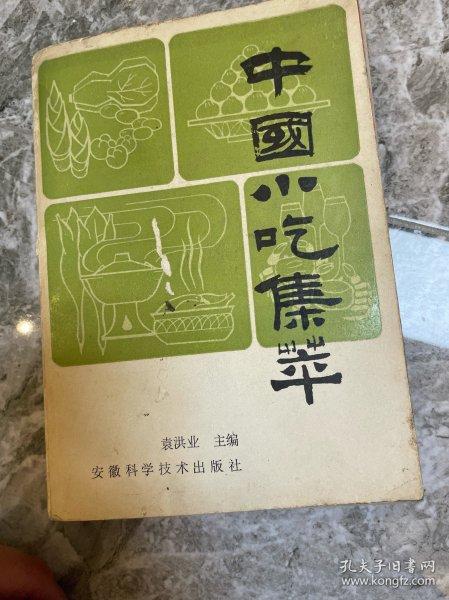 中國小吃集萃
袁洪业 主编
安徽科学技术出版社
孔夫子旧书网
www.kongfz.com